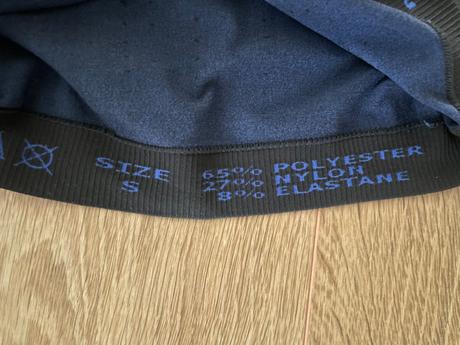 SIZE
S
65% POLYESTER
27% NYLON
8% ELASTANE